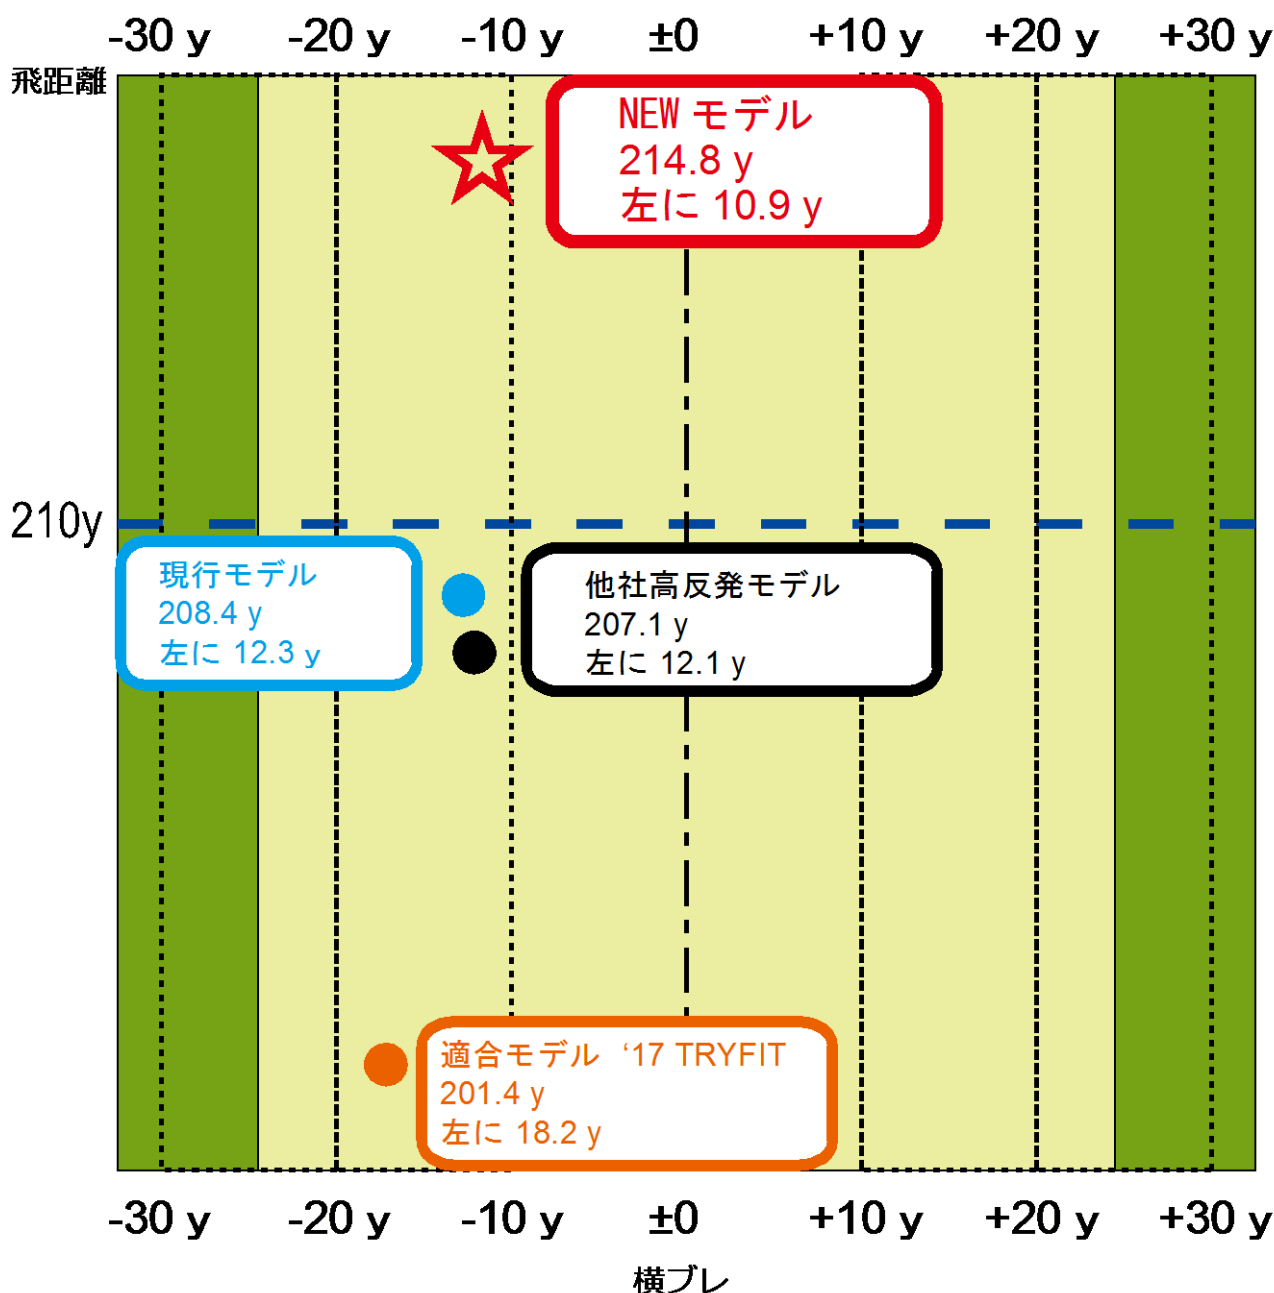 -30 y -20 y -10 y ±0 +10 y +20 y +30 y
飛距離
NEW モデル
214.8 y
左に 10.9 y
210y
現行モデル
208.4 y
左に 12.3 y
他社高反発モデル
207.1 y
左に 12.1 y
適合モデル ‘17 TRYFIT
201.4 y
左に 18.2 y
-30 y -20 y -10 y ±0 +10 y +20 y +30 y
横ブレ